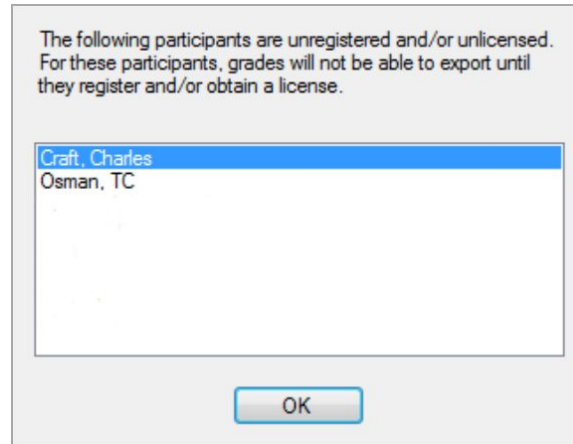 The following participants are unregistered and/or unlicensed.
For these participants, grades will not be able to export until
they register and/or obtain a license.
Craft, Charles
Osman, TC
OK